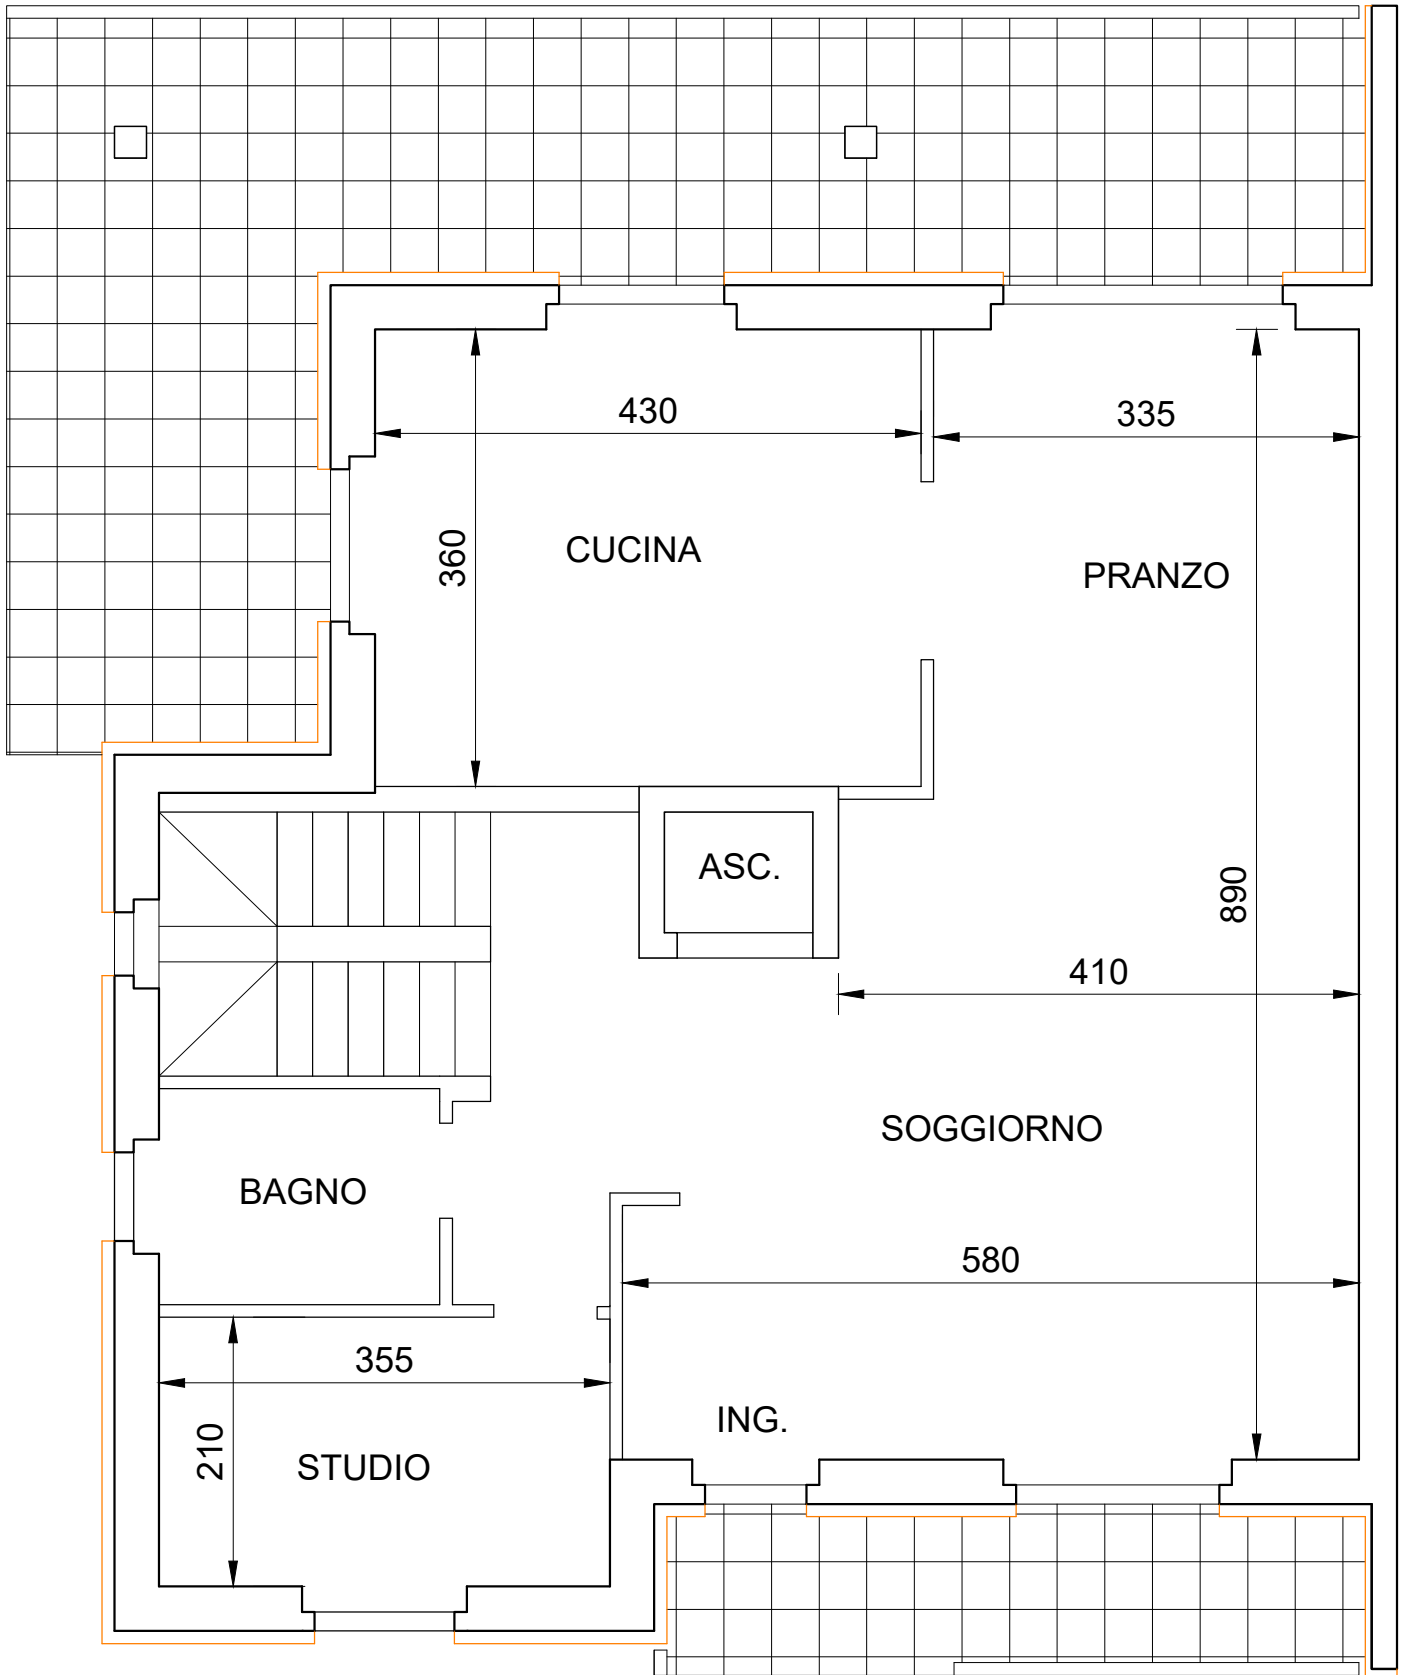 430
335
360
CUCINA
PRANZO
ASC.
890
410
SOGGIORNO
BAGNO
580
355
210
ING.
STUDIO